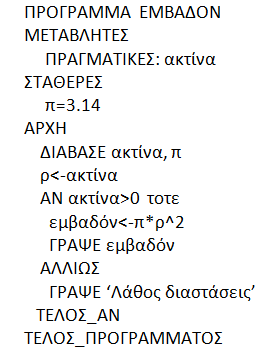 ΠΡΟΓΡΑΜΜΑ ΕΜΒΑΔΟΝ
ΜΕΤΑΒΛΗΤΕΣ
ΠΡΑΓΜΑΤΙΚΕΣ: ακτίνα
ΣΤΑΘΕΡΕΣ
π=3.14
ΑΡΧΗ
ΔΙΑΒΑΣΕ ακτίνα, π
ρ<-ακτίνα
ΑΝ ακτίνα>0 τοτε
εμβαδόν<-π*ρ^2
ΓΡΑΨΕ εμβαδόν
ΑΛΛΙΩΣ
ΓΡΑΨΕ ‘Λάθος διαστάσεις’
ΤΕΛΟΣ_ΑΝ
ΤΕΛΟΣ_ΠΡΟΓΡΑΜΜΑΤΟΣ